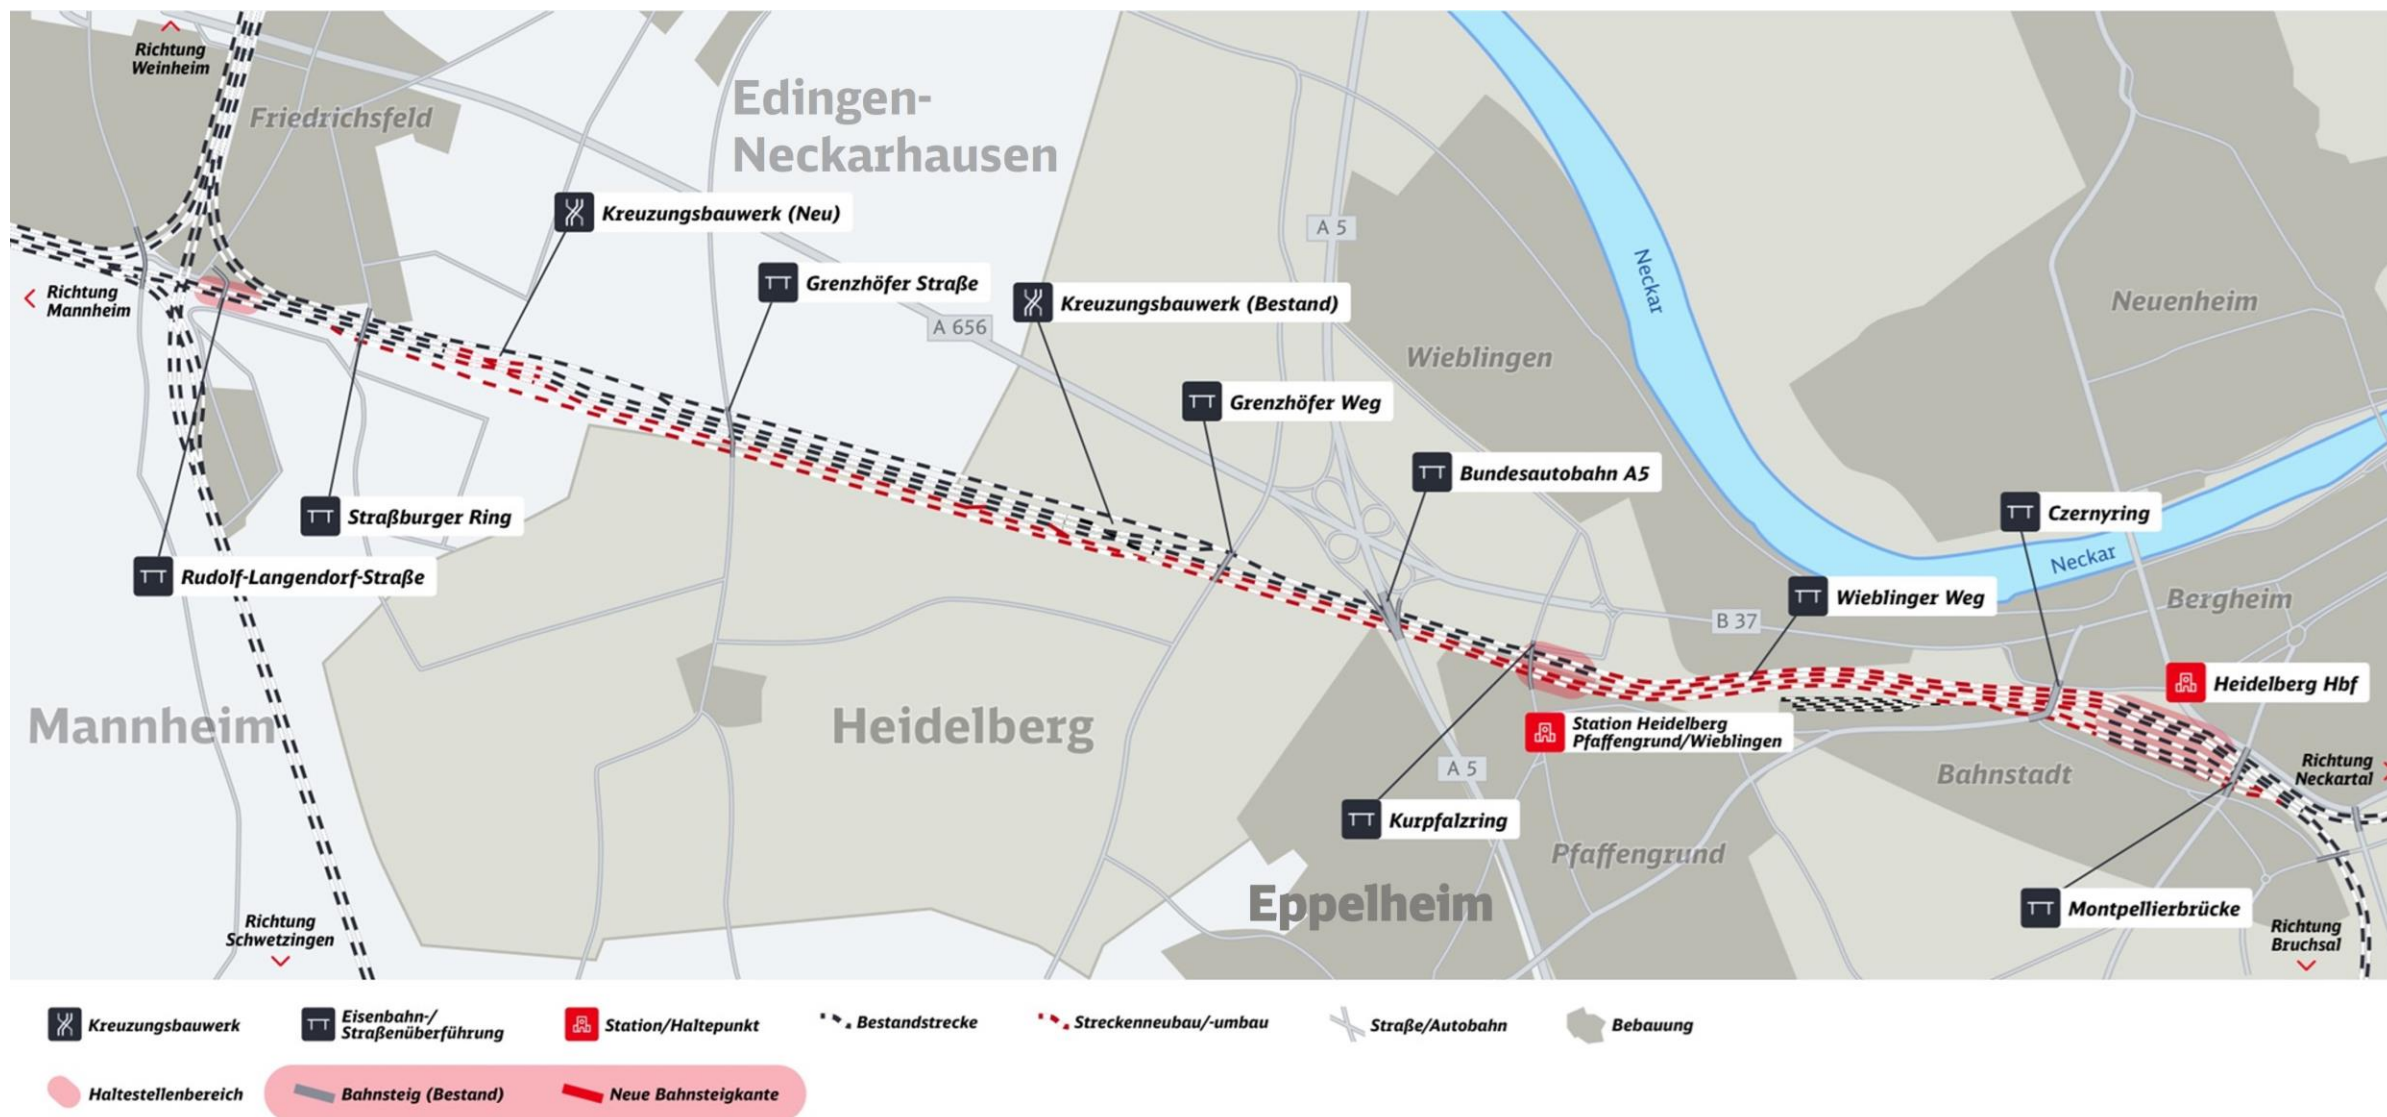 Richtung
Weinheim
Friedrichsfeld
Edingen-
Neckarhausen
Kreuzungsbauwerk (Neu)
A 5
Grenzhöfer Straße
Kreuzungsbauwerk (Bestand)
Richtung
Mannheim
A 656
Neckar
Neuenheim
Wieblingen
Grenzhöfer Weg
Bundesautobahn A5
Straßburger Ring
Czernyring
Rudolf-Langendorf-Straße
Neckar
Wieblinger Weg
Bergheim
B 37
Heidelberg Hbf
Mannheim
Heidelberg
Station Heidelberg
Pfaffengrund/Wieblingen
A 5
Bahnstadt
Richtung
Neckartal
Kurpfalzring
Pfaffengrund
Eppelheim
Montpellierbrücke
Richtung
Schwetzingen
Richtung
Bruchsal
Kreuzungsbauwerk
Eisenbahn-/
Straßenüberführung
Station/Haltepunkt
Bestandstrecke
Streckenneubau/-umbau
Straße/Autobahn
Bebauung
Haltestellenbereich
Bahnsteig (Bestand)
Neue Bahnsteigkante